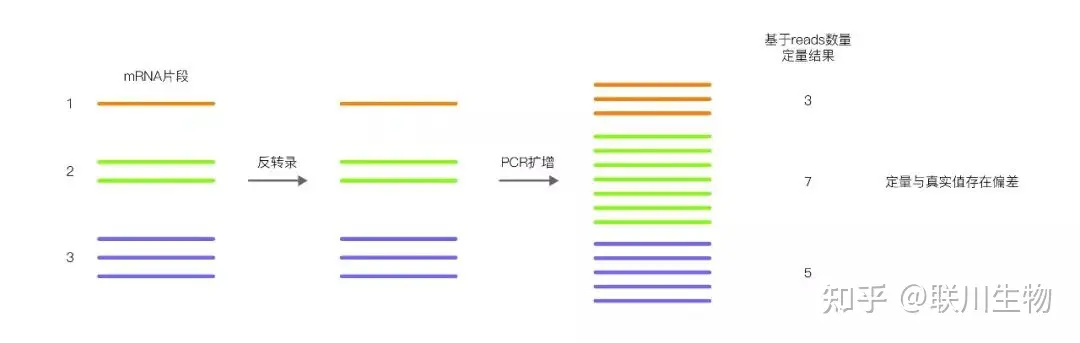 基于reads数量
定量结果
mRNA片段
1
3
2
反转录
PCR扩增
7
定量与真实值存在偏差
3
5
知乎 @联川生物